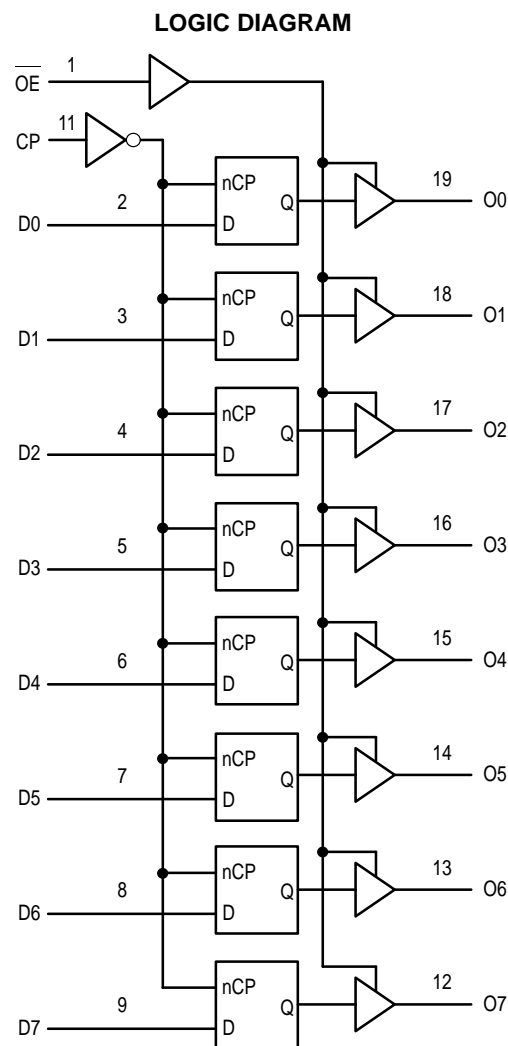 LOGIC DIAGRAM
OE 1
CP 11
nCP
D0 2 D Q 19 O0
nCP
D1 3 D Q 18 O1
nCP
D2 4 D Q 17 O2
nCP
D3 5 D Q 16 O3
nCP
D4 6 D Q 15 O4
nCP
D5 7 D Q 14 O5
nCP
D6 8 D Q 13 O6
nCP
D7 9 D Q 12 O7